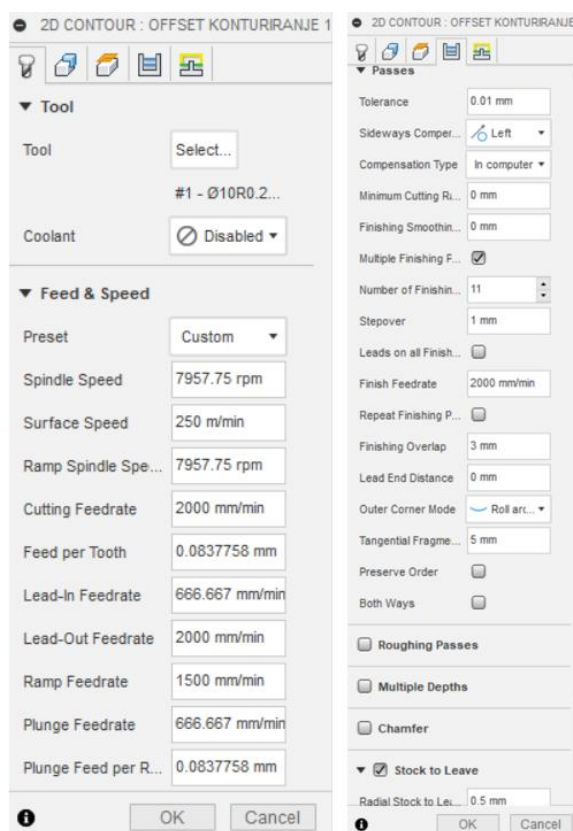 2D CONTOUR : OFFSET KONTURIRANJE 1
Tool
Tool Select...
#1 - Ø10R0.2...
Coolant Disabled
Feed & Speed
Preset Custom
Spindle Speed 7957.75 rpm
Surface Speed 250 m/min
Ramp Spindle Spe... 7957.75 rpm
Cutting Feedrate 2000 mm/min
Feed per Tooth 0.0837758 mm
Lead-In Feedrate 666.667 mm/min
Lead-Out Feedrate 2000 mm/min
Ramp Feedrate 1500 mm/min
Plunge Feedrate 666.667 mm/min
Plunge Feed per R... 0.0837758 mm
OK Cancel
2D CONTOUR : OFFSET KONTURIRANJE
Passes
Tolerance 0.01 mm
Sideways Comper... Left
Compensation Type In computer
Minimum Cutting Ra... 0 mm
Finishing Smoothin... 0 mm
Multiple Finishing P...
Number of Finishin... 11
Stepover 1 mm
Leads on all Finish...
Finish Feedrate 2000 mm/min
Repeat Finishing P...
Finishing Overlap 3 mm
Lead End Distance 0 mm
Outer Corner Mode Roll arc...
Tangential Fragme... 5 mm
Preserve Order
Both Ways
Roughing Passes
Multiple Depths
Chamfer
Stock to Leave
Radial Stock to Lea... 0.5 mm
OK Cancel